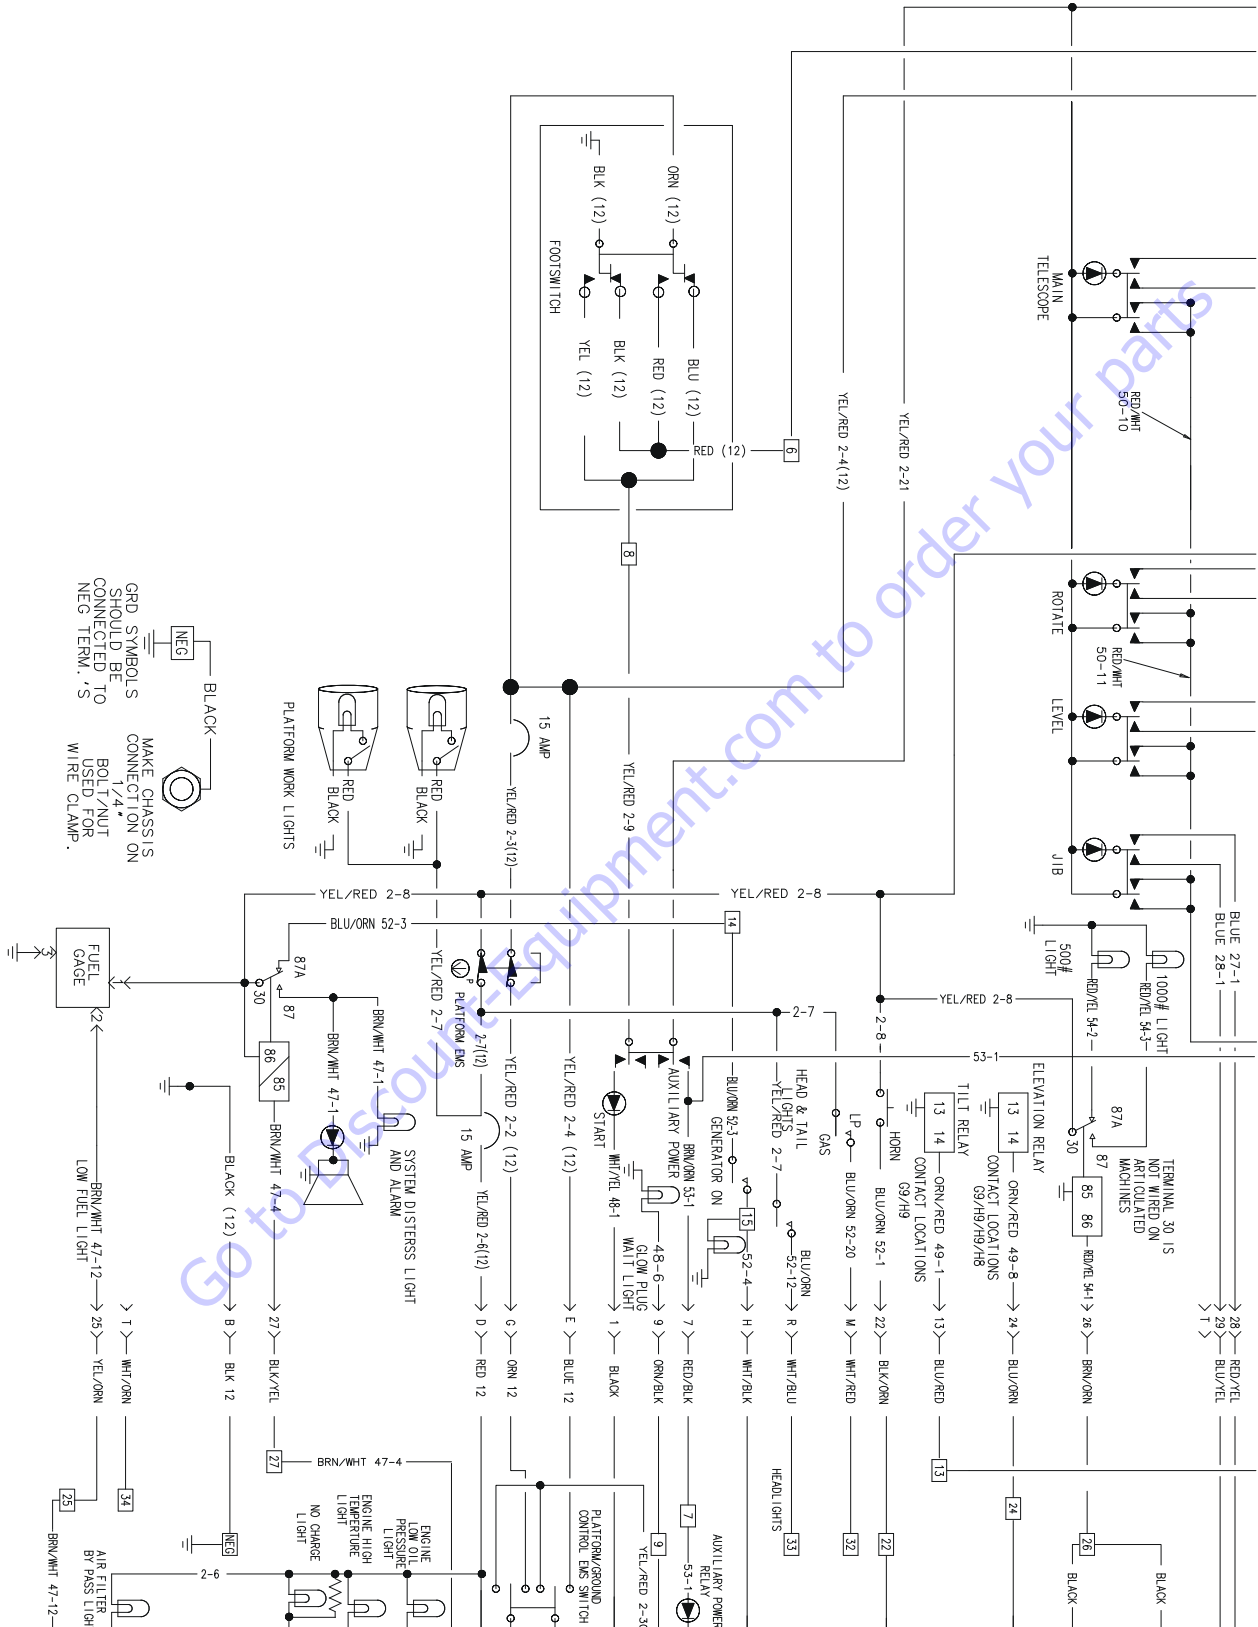 MAIN
TELESCOPE
RED/WHT
50-10
ROTATE
RED/WHT
50-11
LEVEL
JIB
BLUE 27-1
BLUE 28-1
BLK (12)
ORN (12)
FOOTSWITCH
YEL (12)
BLK (12)
RED (12)
BLU (12)
RED (12)
6
8
YEL/RED 2-4(12)
YEL/RED 2-21
YEL/RED 2-9
15 AMP
YEL/RED 2-3(12)
GRD SYMBOLS
SHOULD BE
CONNECTED TO
NEG TERM.'S
NEG
BLACK
MAKE CHASSIS
CONNECTION ON
1/4"
BOLT/NUT
USED FOR
WIRE CLAMP.
PLATFORM WORK LIGHTS
RED
BLACK
RED
BLACK
YEL/RED 2-8
YEL/RED 2-8
BLU/ORN 52-3
14
FUEL
GAGE
3
1
2
87A
30
87
86
85
BRN/WHT 47-1
BRN/WHT 47-1
YEL/RED 2-7
P
PLATFORM EMS
2-7(12)
15 AMP
YEL/RED 2-6(12)
YEL/RED 2-2 (12)
YEL/RED 2-4 (12)
START
WHT/YEL 48-1
AUXILIARY POWER
BRN/ORN 53-1
BLU/ORN 52-3
GENERATOR ON
15
52-4
48-6
GLOW PLUG
WAIT LIGHT
HEAD & TAIL
LIGHTS
YEL/RED 2-7
2-7
GAS
LP
BLU/ORN
52-12
BLU/ORN 52-20
2-8
HORN
BLU/ORN 52-1
YEL/RED 2-8
53-1
TILT RELAY
13 14
ORN/RED 49-1
CONTACT LOCATIONS
G9/H9
ELEVATION RELAY
13 14
ORN/RED 49-8
CONTACT LOCATIONS
G9/H9/H9/H8
500#
LIGHT
1000# LIGHT
RED/YEL 54-2
RED/YEL 54-3
87A
30
87
85 86
RED/YEL 54-1
TERMINAL 30 IS
NOT WIRED ON
ARTICULATED
MACHINES
SYSTEM DISTERSS LIGHT
AND ALARM
BLACK (12)
BRN/WHT 47-4
BRN/WHT 47-12
LOW FUEL LIGHT
25
T
B
27
D
G
E
1
9
7
H
R
M
22
13
24
26
T
29
28
YEL/ORN
WHT/ORN
BLK 12
BLK/YEL
RED 12
ORN 12
BLUE 12
BLACK
ORN/BLK
RED/BLK
WHT/BLK
WHT/BLU
WHT/RED
BLK/ORN
BLU/RED
BLU/ORN
BRN/ORN
BLU/YEL
RED/YEL
25
34
NEG
27
BRN/WHT 47-4
9
7
33
32
22
13
24
26
HEADLIGHTS
BRN/WHT 47-12
AIR FILTER
BY PASS LIGH
2-6
NO CHARGE
LIGHT
ENGINE HIGH
TEMPERTURE
LIGHT
ENGINE
LOW OIL
PRESSURE
LIGHT
PLATFORM/GROUND
CONTROL EMS SWITCH
YEL/RED 2-30
53-1
AUXILIARY POWER
RELAY
BLACK
BLACK
Go to Discount-Equipment.com to order your parts